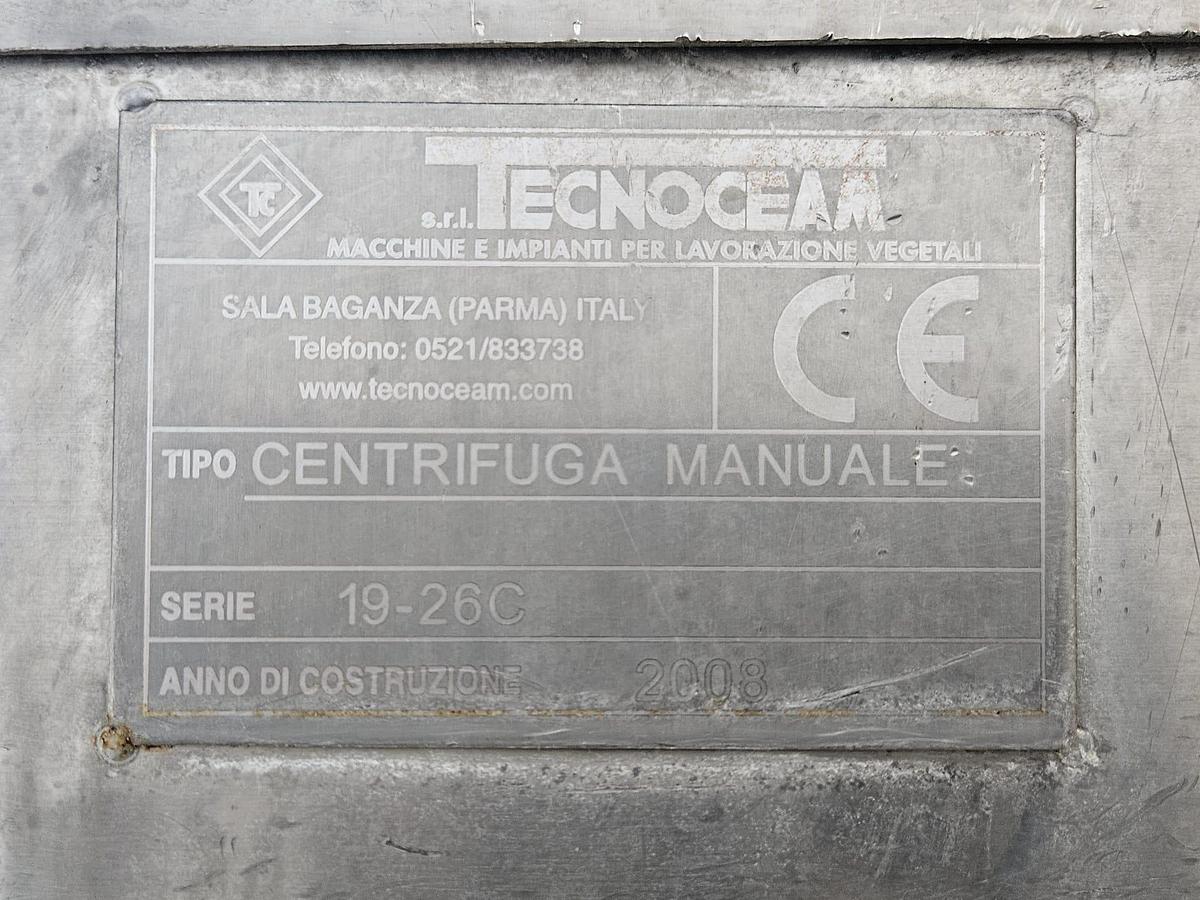 TC
s.r.l. TECNOCEAM
MACCHINE E IMPIANTI PER LAVORAZIONE VEGETALI
SALA BAGANZA (PARMA) ITALY
Telefono: 0521/833738
www.tecnoceam.com
CE
TIPO CENTRIFUGA MANUALE
SERIE 19-26C
ANNO DI COSTRUZIONE 2008